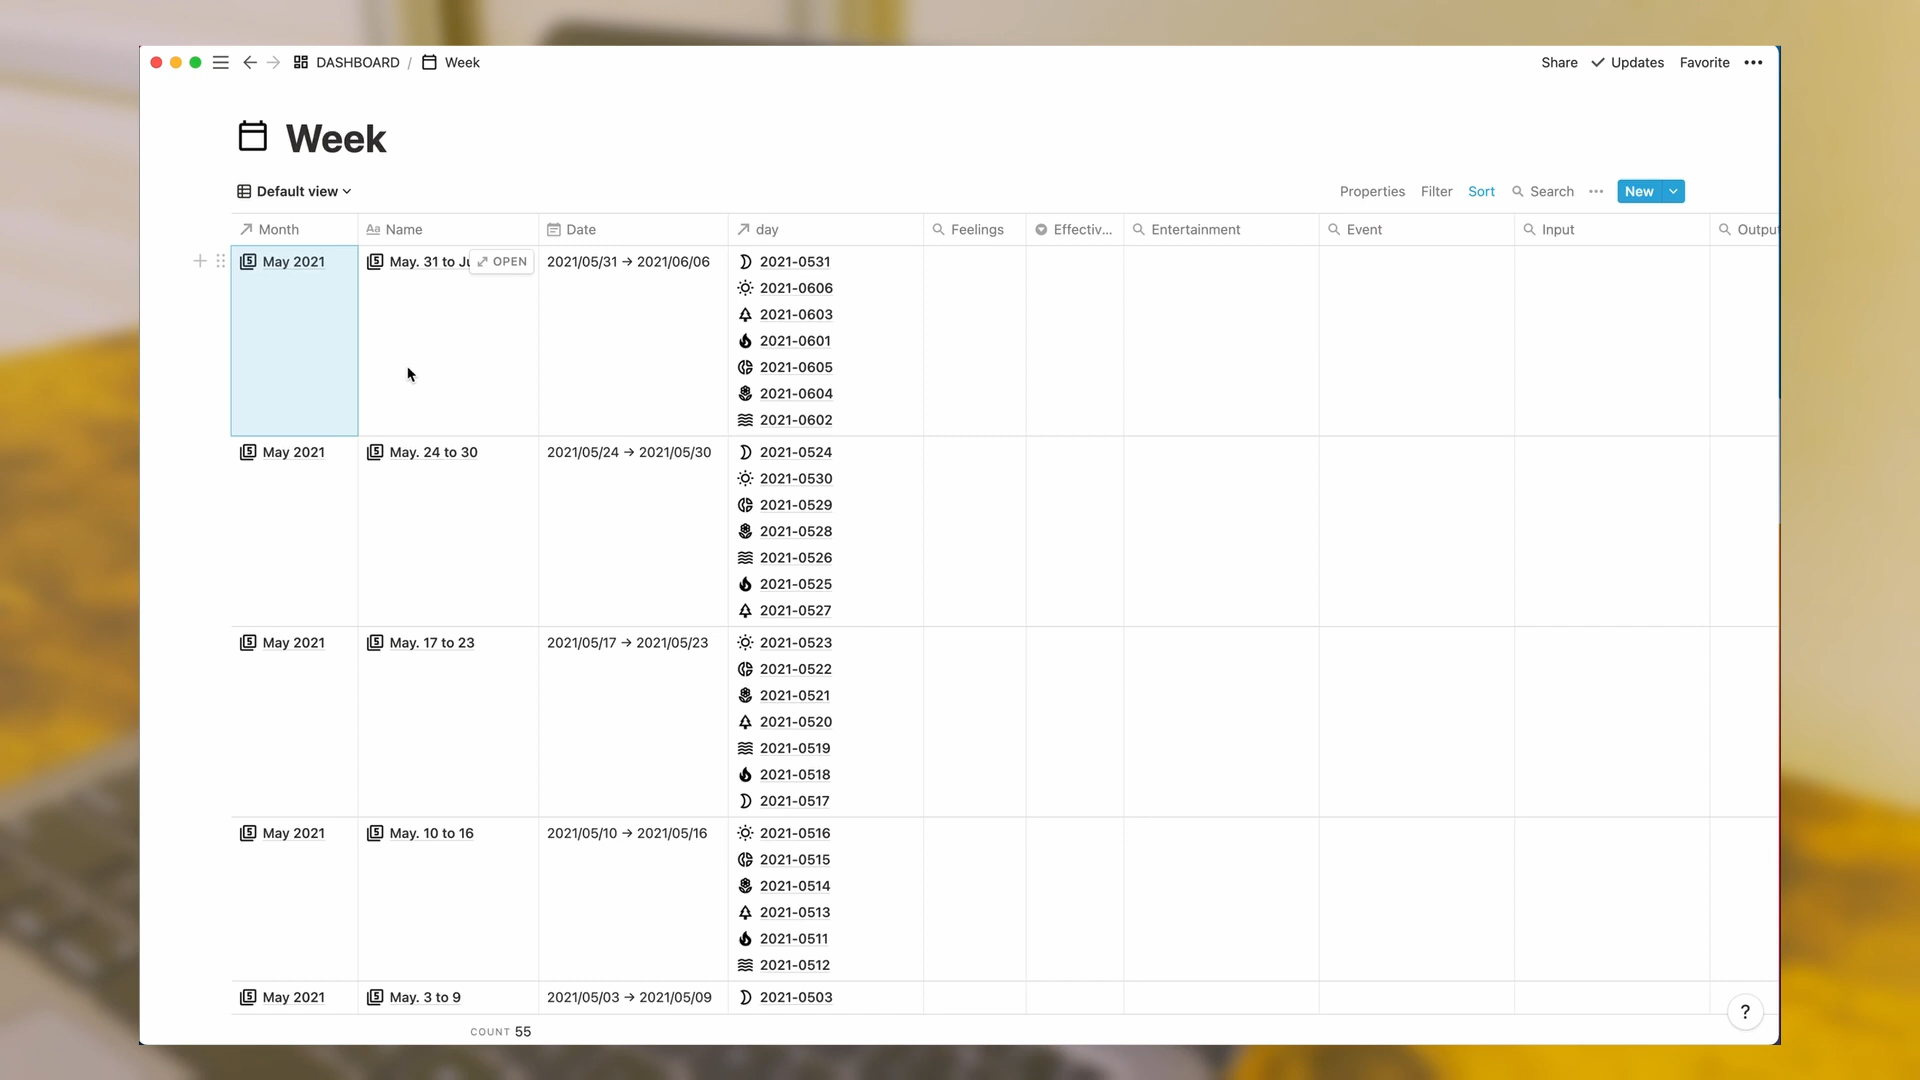 DASHBOARD / Week
Share Updates Favorite
Week
Default view
Properties Filter Sort Search New
Month Name Date day Feelings Effectiv... Entertainment Event Input Outpu
May 2021 May. 31 to Ju OPEN 2021/05/31 → 2021/06/06 2021-0531
2021-0606
2021-0603
2021-0601
2021-0605
2021-0604
2021-0602
May 2021 May. 24 to 30 2021/05/24 → 2021/05/30 2021-0524
2021-0530
2021-0529
2021-0528
2021-0526
2021-0525
2021-0527
May 2021 May. 17 to 23 2021/05/17 → 2021/05/23 2021-0523
2021-0522
2021-0521
2021-0520
2021-0519
2021-0518
2021-0517
May 2021 May. 10 to 16 2021/05/10 → 2021/05/16 2021-0516
2021-0515
2021-0514
2021-0513
2021-0511
2021-0512
May 2021 May. 3 to 9 2021/05/03 → 2021/05/09 2021-0503
COUNT 55
?